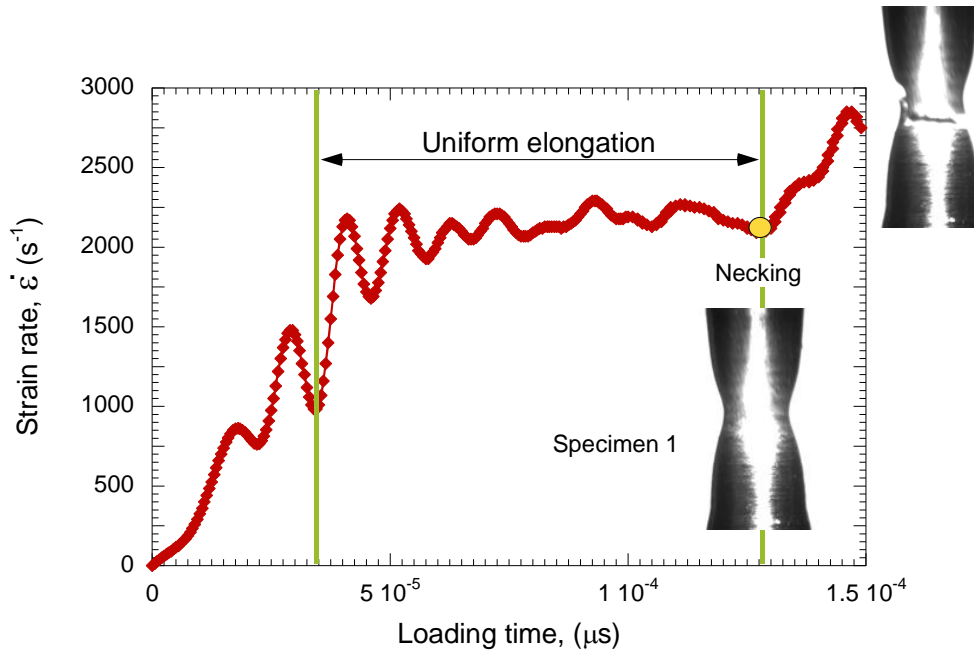 3000
2500
2000
1500
1000
500
0
Strain rate, ε̇ (s⁻¹)
Uniform elongation
Necking
Specimen 1
0
5 10⁻⁵
1 10⁻⁴
1.5 10⁻⁴
Loading time, (μs)